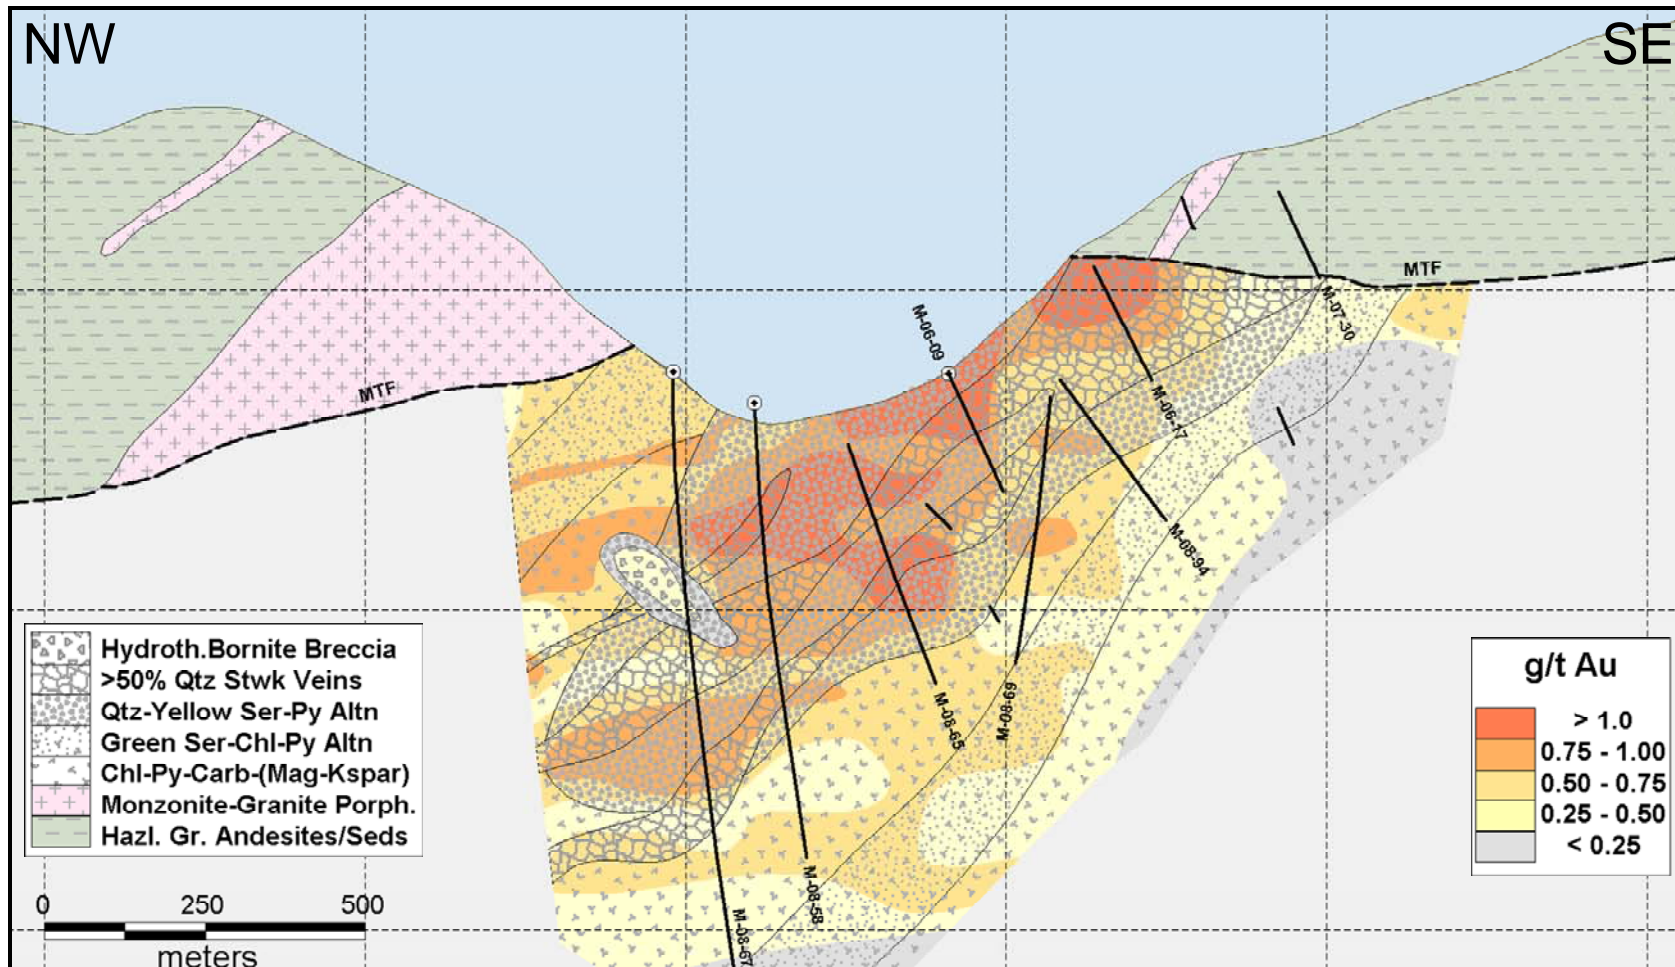 NW
SE
MTF
MTF
M-06-09
M-07-30
M-06-17
M-08-94
M-08-65
M-08-69
M-08-58
M-08-67
Hydroth.Bornite Breccia
>50% Qtz Stwk Veins
Qtz-Yellow Ser-Py Altn
Green Ser-Chl-Py Altn
Chl-Py-Carb-(Mag-Kspar)
Monzonite-Granite Porph.
Hazl. Gr. Andesites/Seds
g/t Au
> 1.0
0.75 - 1.00
0.50 - 0.75
0.25 - 0.50
< 0.25
0 250 500
meters